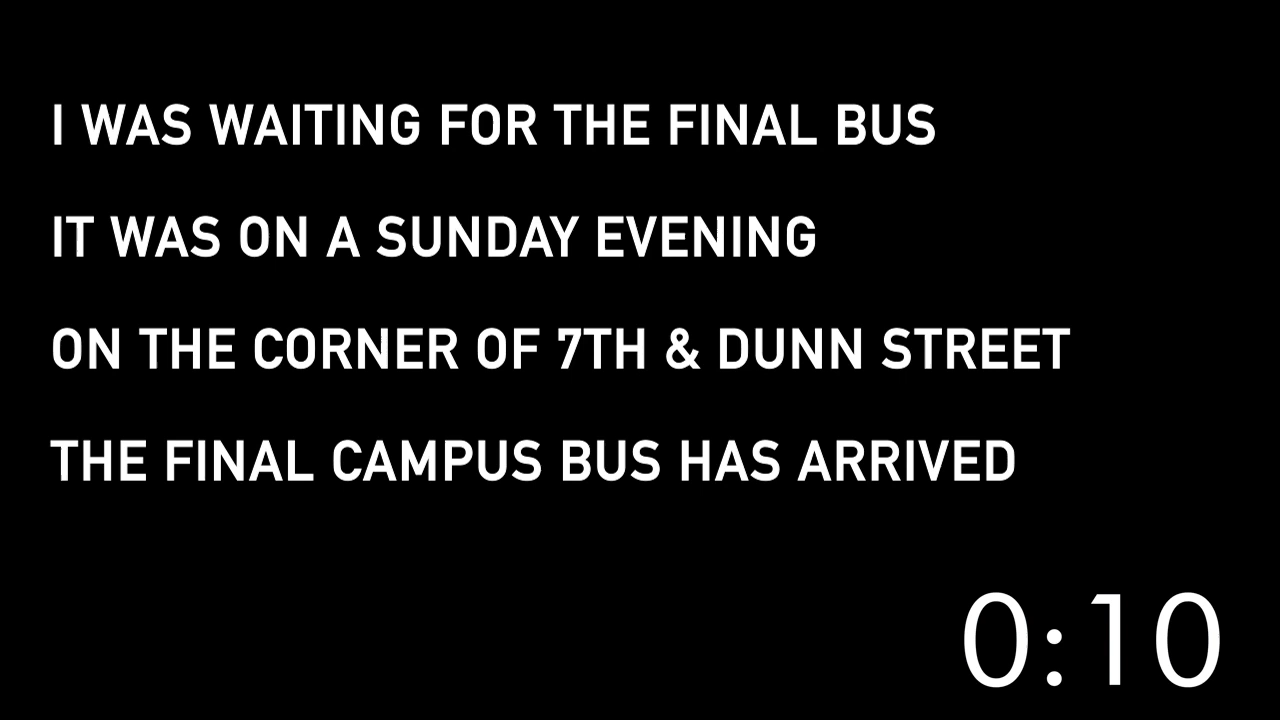 I WAS WAITING FOR THE FINAL BUS
IT WAS ON A SUNDAY EVENING
ON THE CORNER OF 7TH & DUNN STREET
THE FINAL CAMPUS BUS HAS ARRIVED
0:10